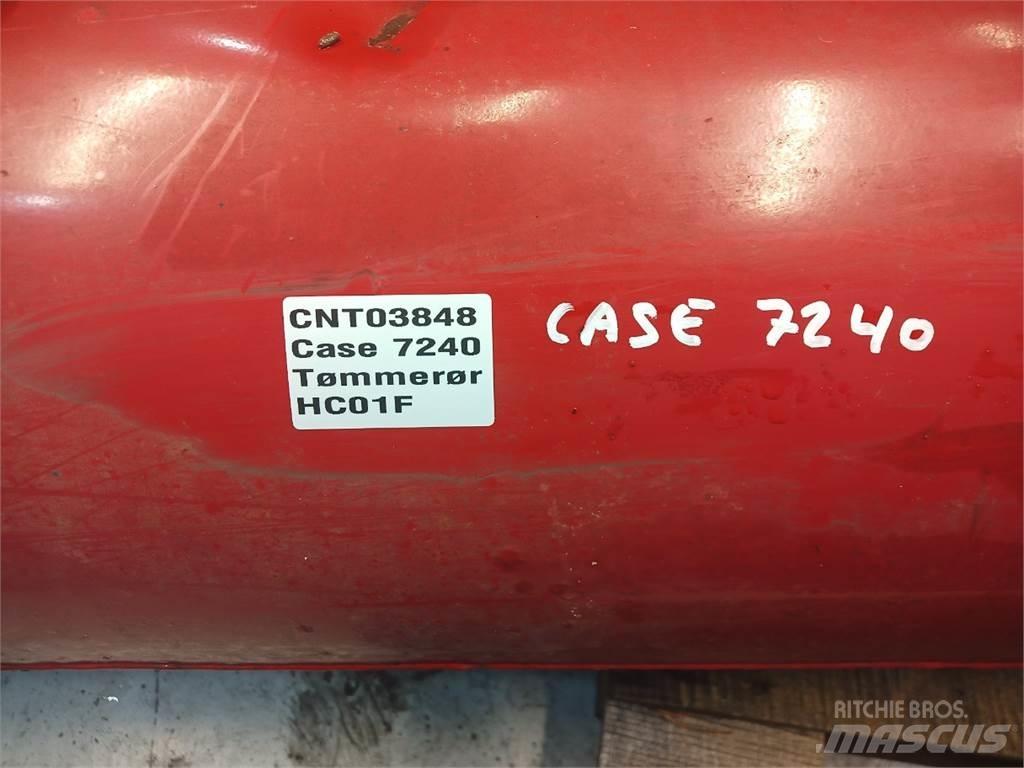 CNT03848
Case 7240
Tømmerør
HC01F
CASE 7240
RITCHIE BROS.
MASCUS